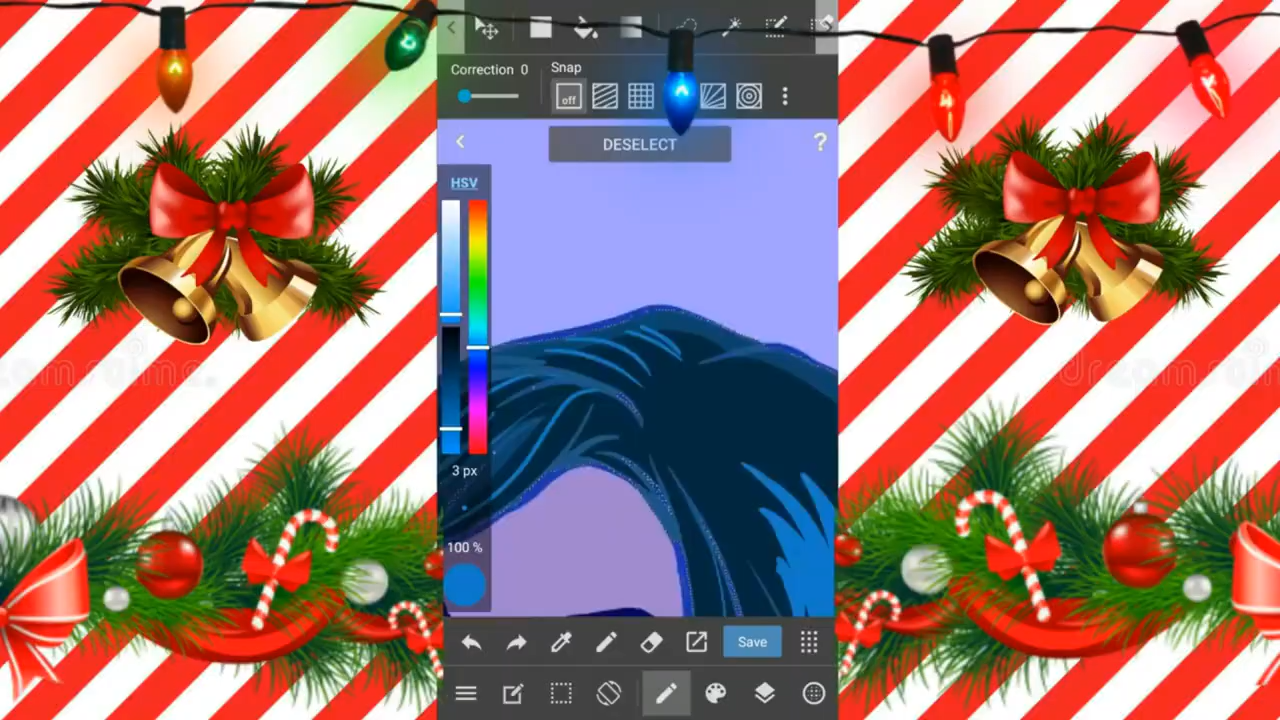 Correction 0
Snap
off
DESELECT
?
HSV
3 px
100 %
Save